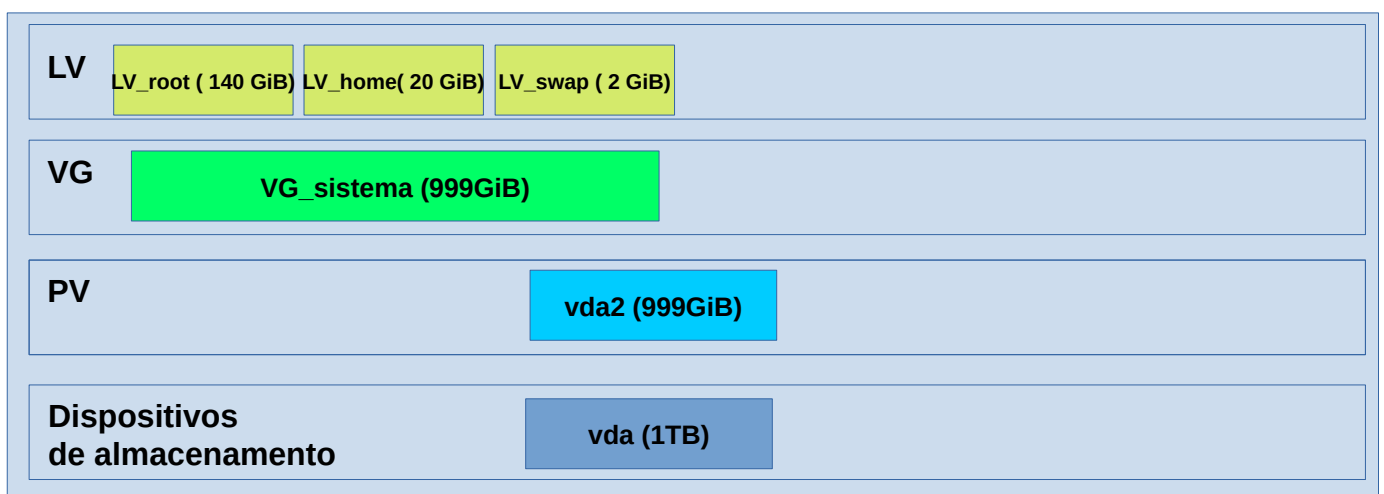 LV
LV_root ( 140 GiB)
LV_home( 20 GiB)
LV_swap ( 2 GiB)
VG
VG_sistema (999GiB)
PV
vda2 (999GiB)
Dispositivos
de almacenamento
vda (1TB)